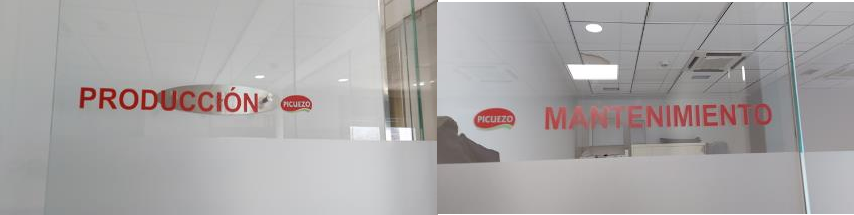 PRODUCCIÓN PICUEZO
PICUEZO MANTENIMIENTO